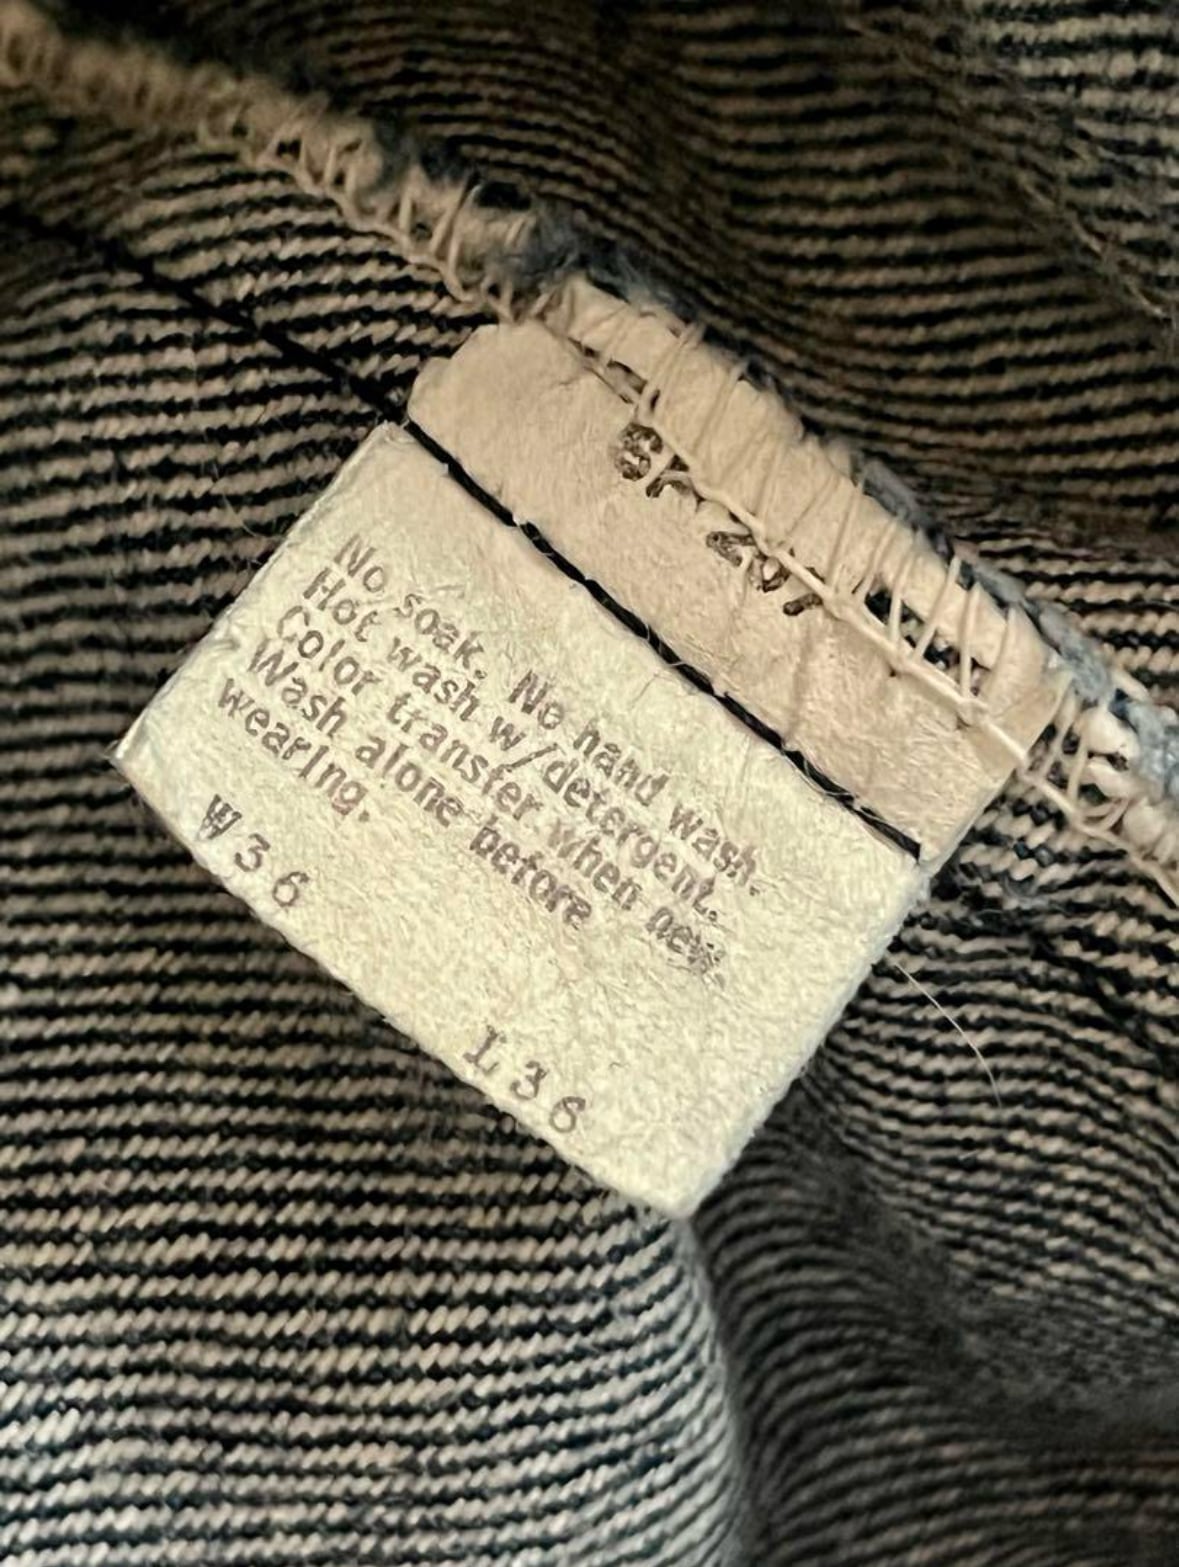 No soak. No hand wash.
Hot wash w/detergent.
Color transfer when new.
Wash alone before
wearing.
W36
L36